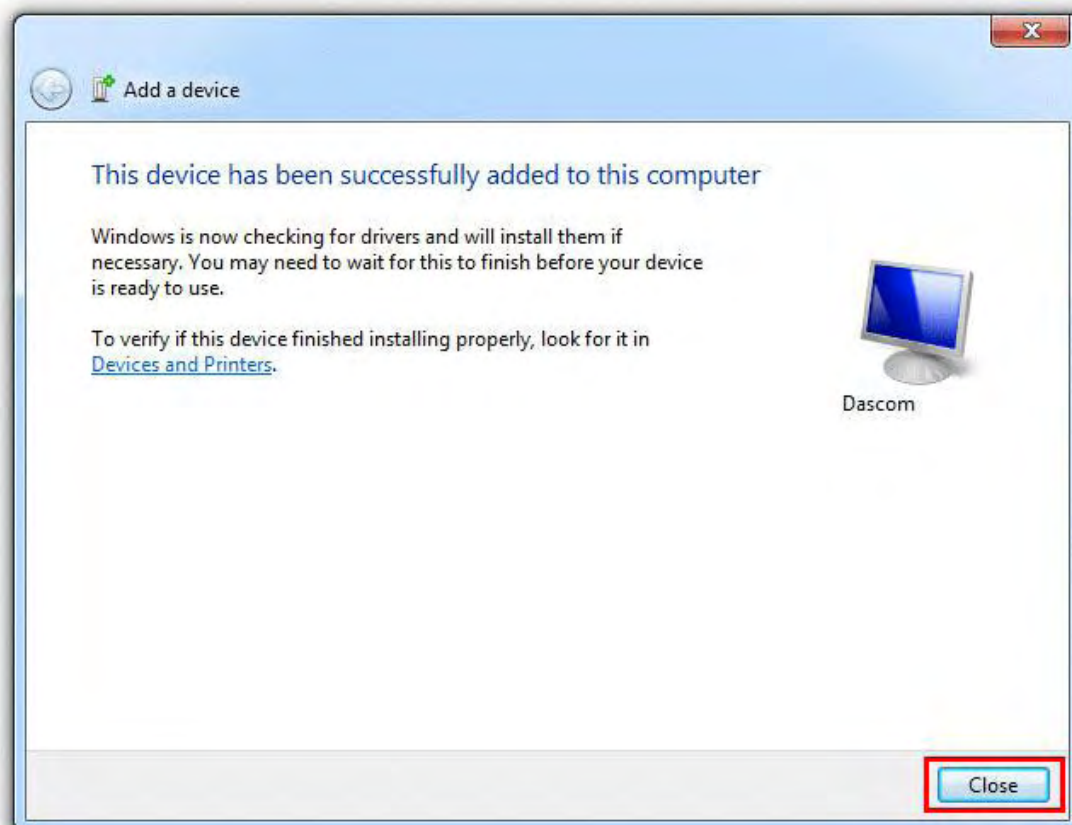 Add a device
This device has been successfully added to this computer
Windows is now checking for drivers and will install them if
necessary. You may need to wait for this to finish before your device
is ready to use.
To verify if this device finished installing properly, look for it in
Devices and Printers.
Dascom
Close